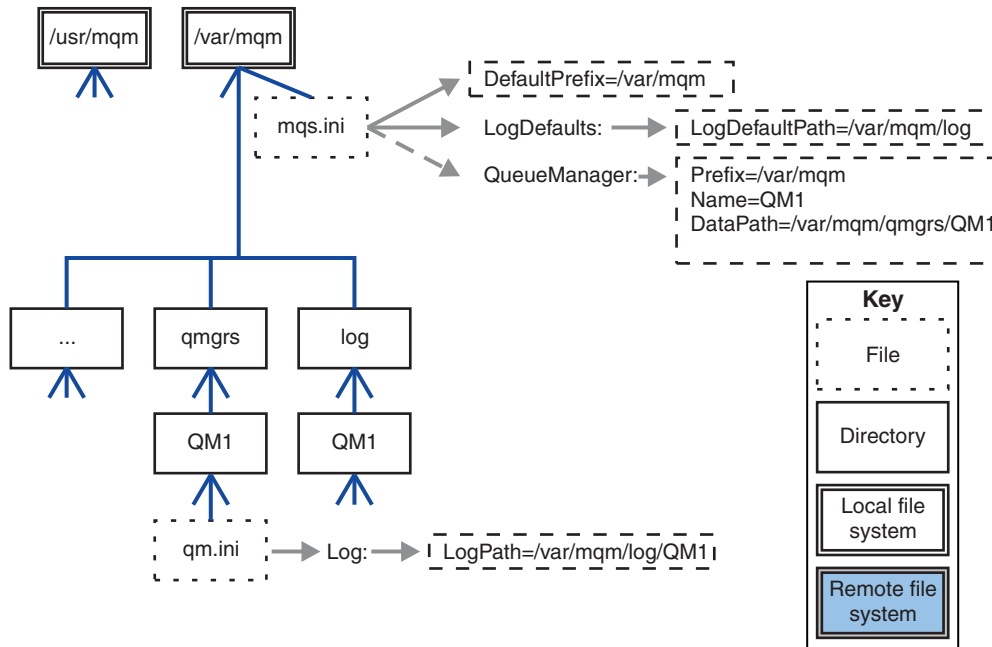 /usr/mqm
/var/mqm
DefaultPrefix=/var/mqm
mqs.ini
LogDefaults:
LogDefaultPath=/var/mqm/log
QueueManager:
Prefix=/var/mqm
Name=QM1
DataPath=/var/mqm/qmgrs/QM1
...
qmgrs
log
QM1
QM1
qm.ini
Log:
LogPath=/var/mqm/log/QM1
Key
File
Directory
Local file
system
Remote file
system